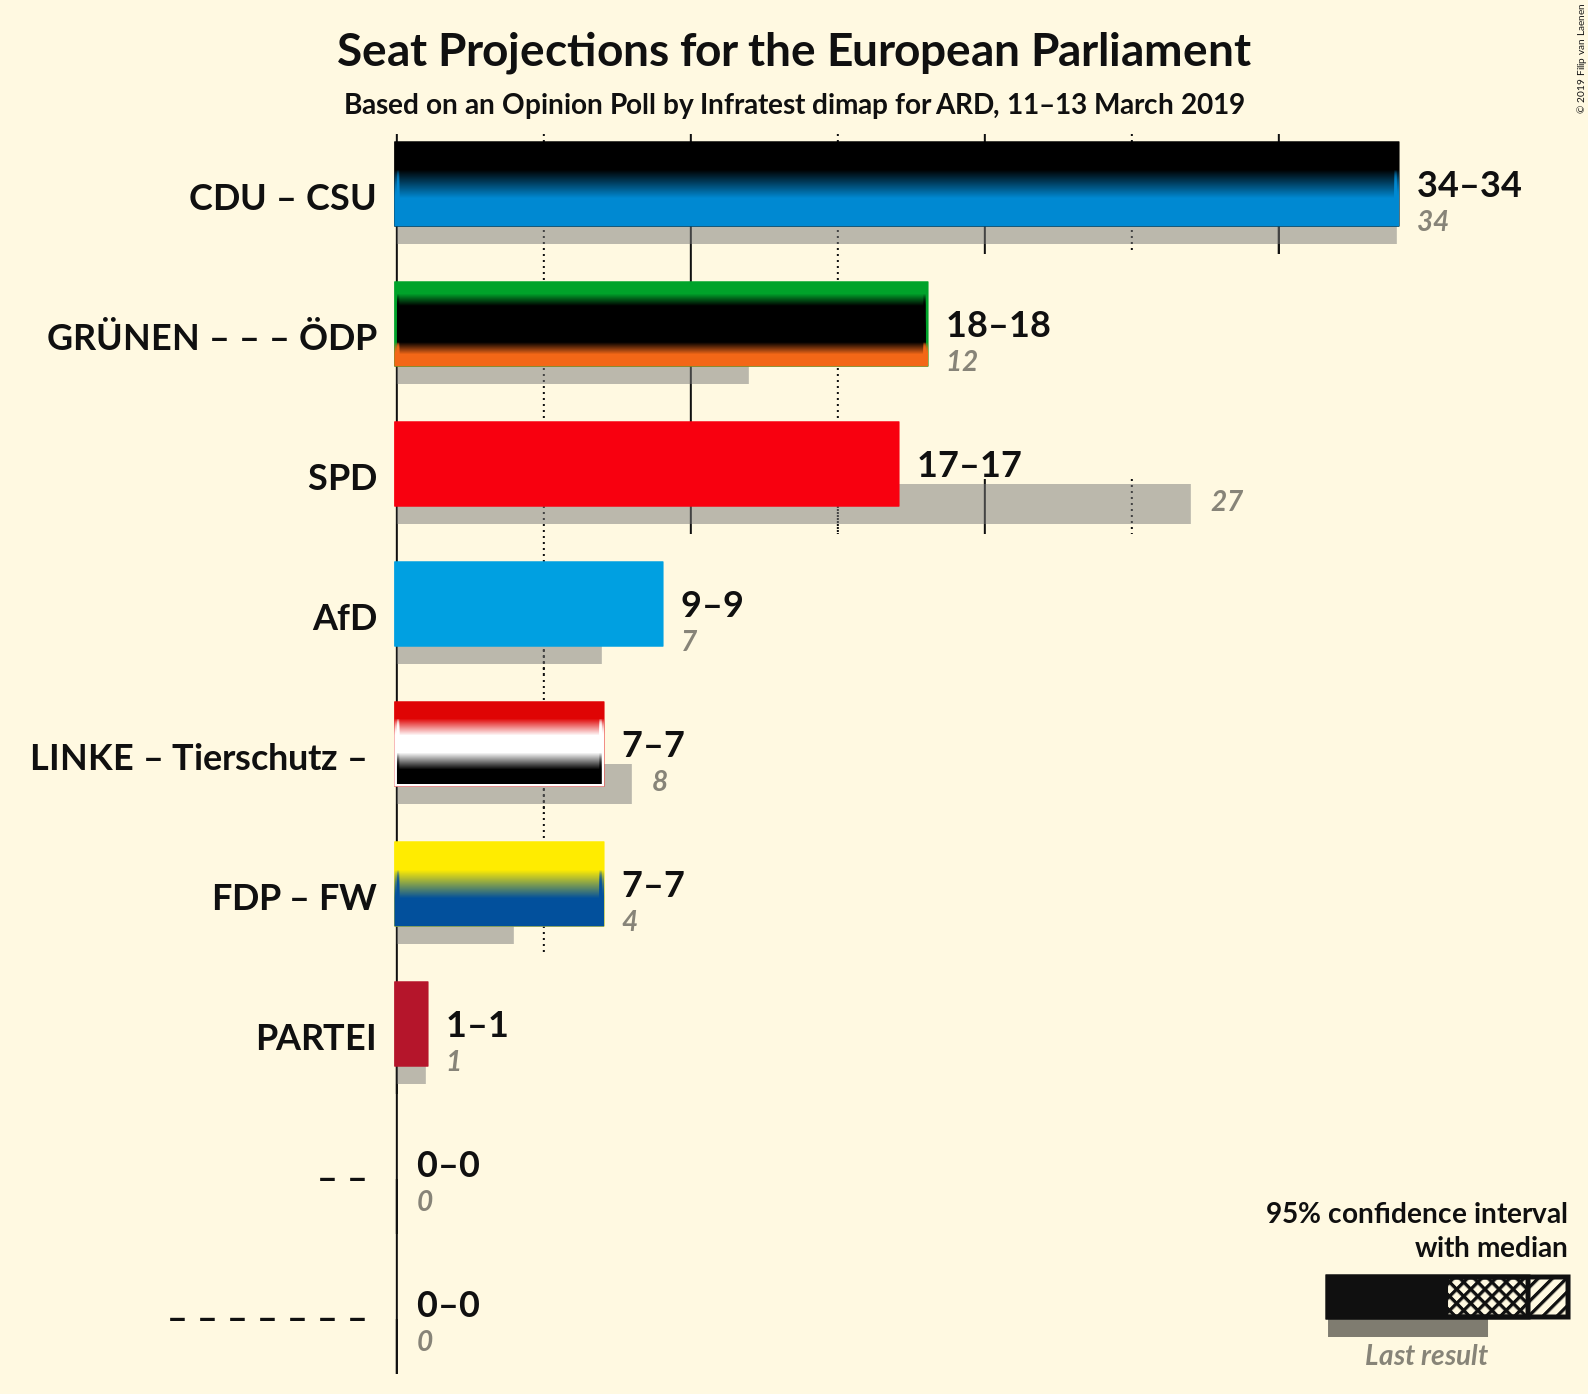 Seat Projections for the European Parliament
Based on an Opinion Poll by Infratest dimap for ARD, 11–13 March 2019
© 2019 Filip van Laenen
CDU – CSU
34–34
34
GRÜNEN – – – ÖDP
18–18
12
SPD
17–17
27
AfD
9–9
7
LINKE – Tierschutz –
7–7
8
FDP – FW
7–7
4
PARTEI
1–1
1
– –
0–0
0
– – – – – – –
0–0
0
95% confidence interval
with median
Last result